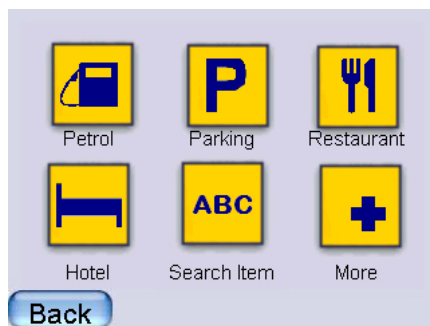 P
Petrol Parking Restaurant
ABC
Hotel Search Item More
Back